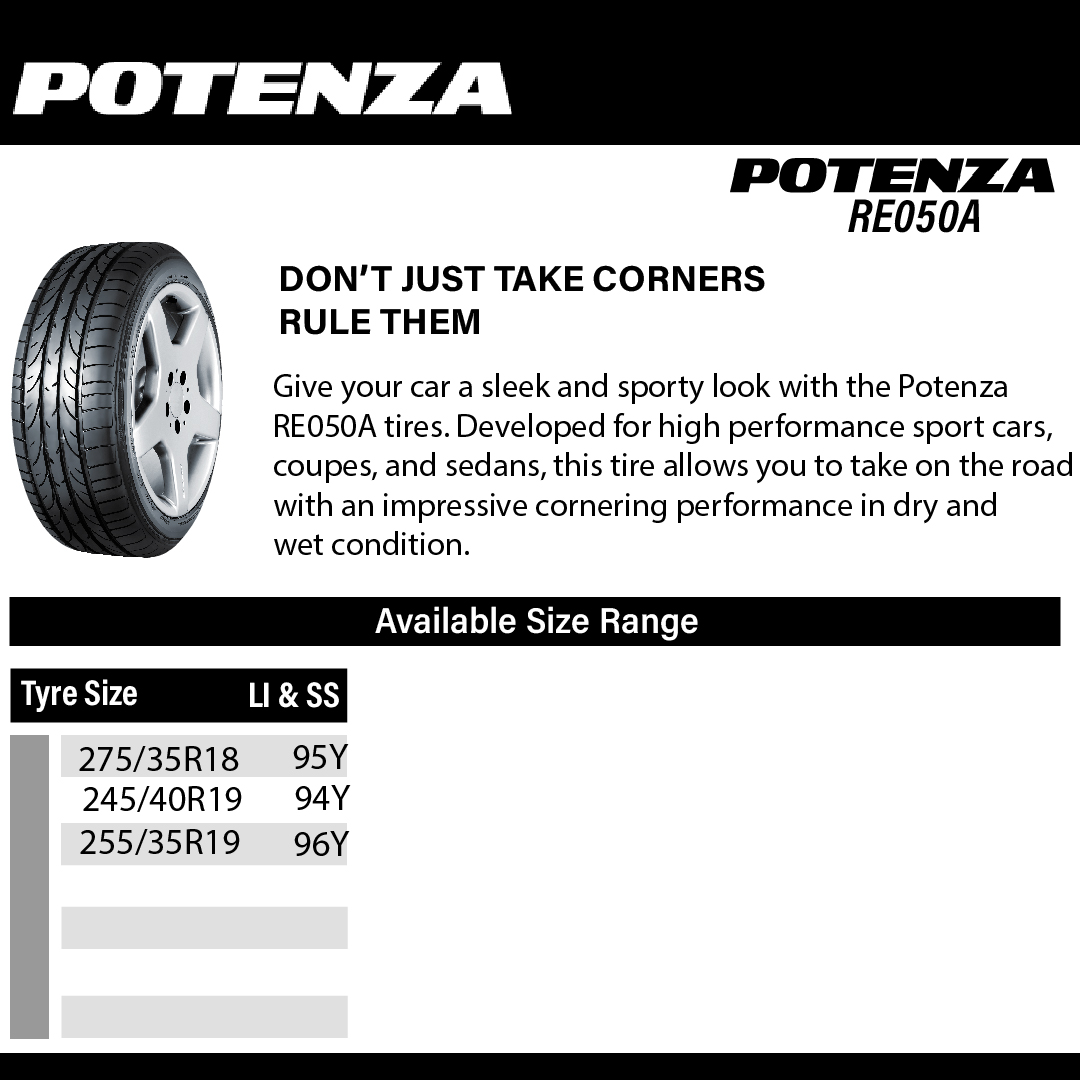 POTENZA
POTENZA
RE050A
DON’T JUST TAKE CORNERS
RULE THEM
Give your car a sleek and sporty look with the Potenza
RE050A tires. Developed for high performance sport cars,
coupes, and sedans, this tire allows you to take on the road
with an impressive cornering performance in dry and
wet condition.
Available Size Range
Tyre Size LI & SS
275/35R18 95Y
245/40R19 94Y
255/35R19 96Y